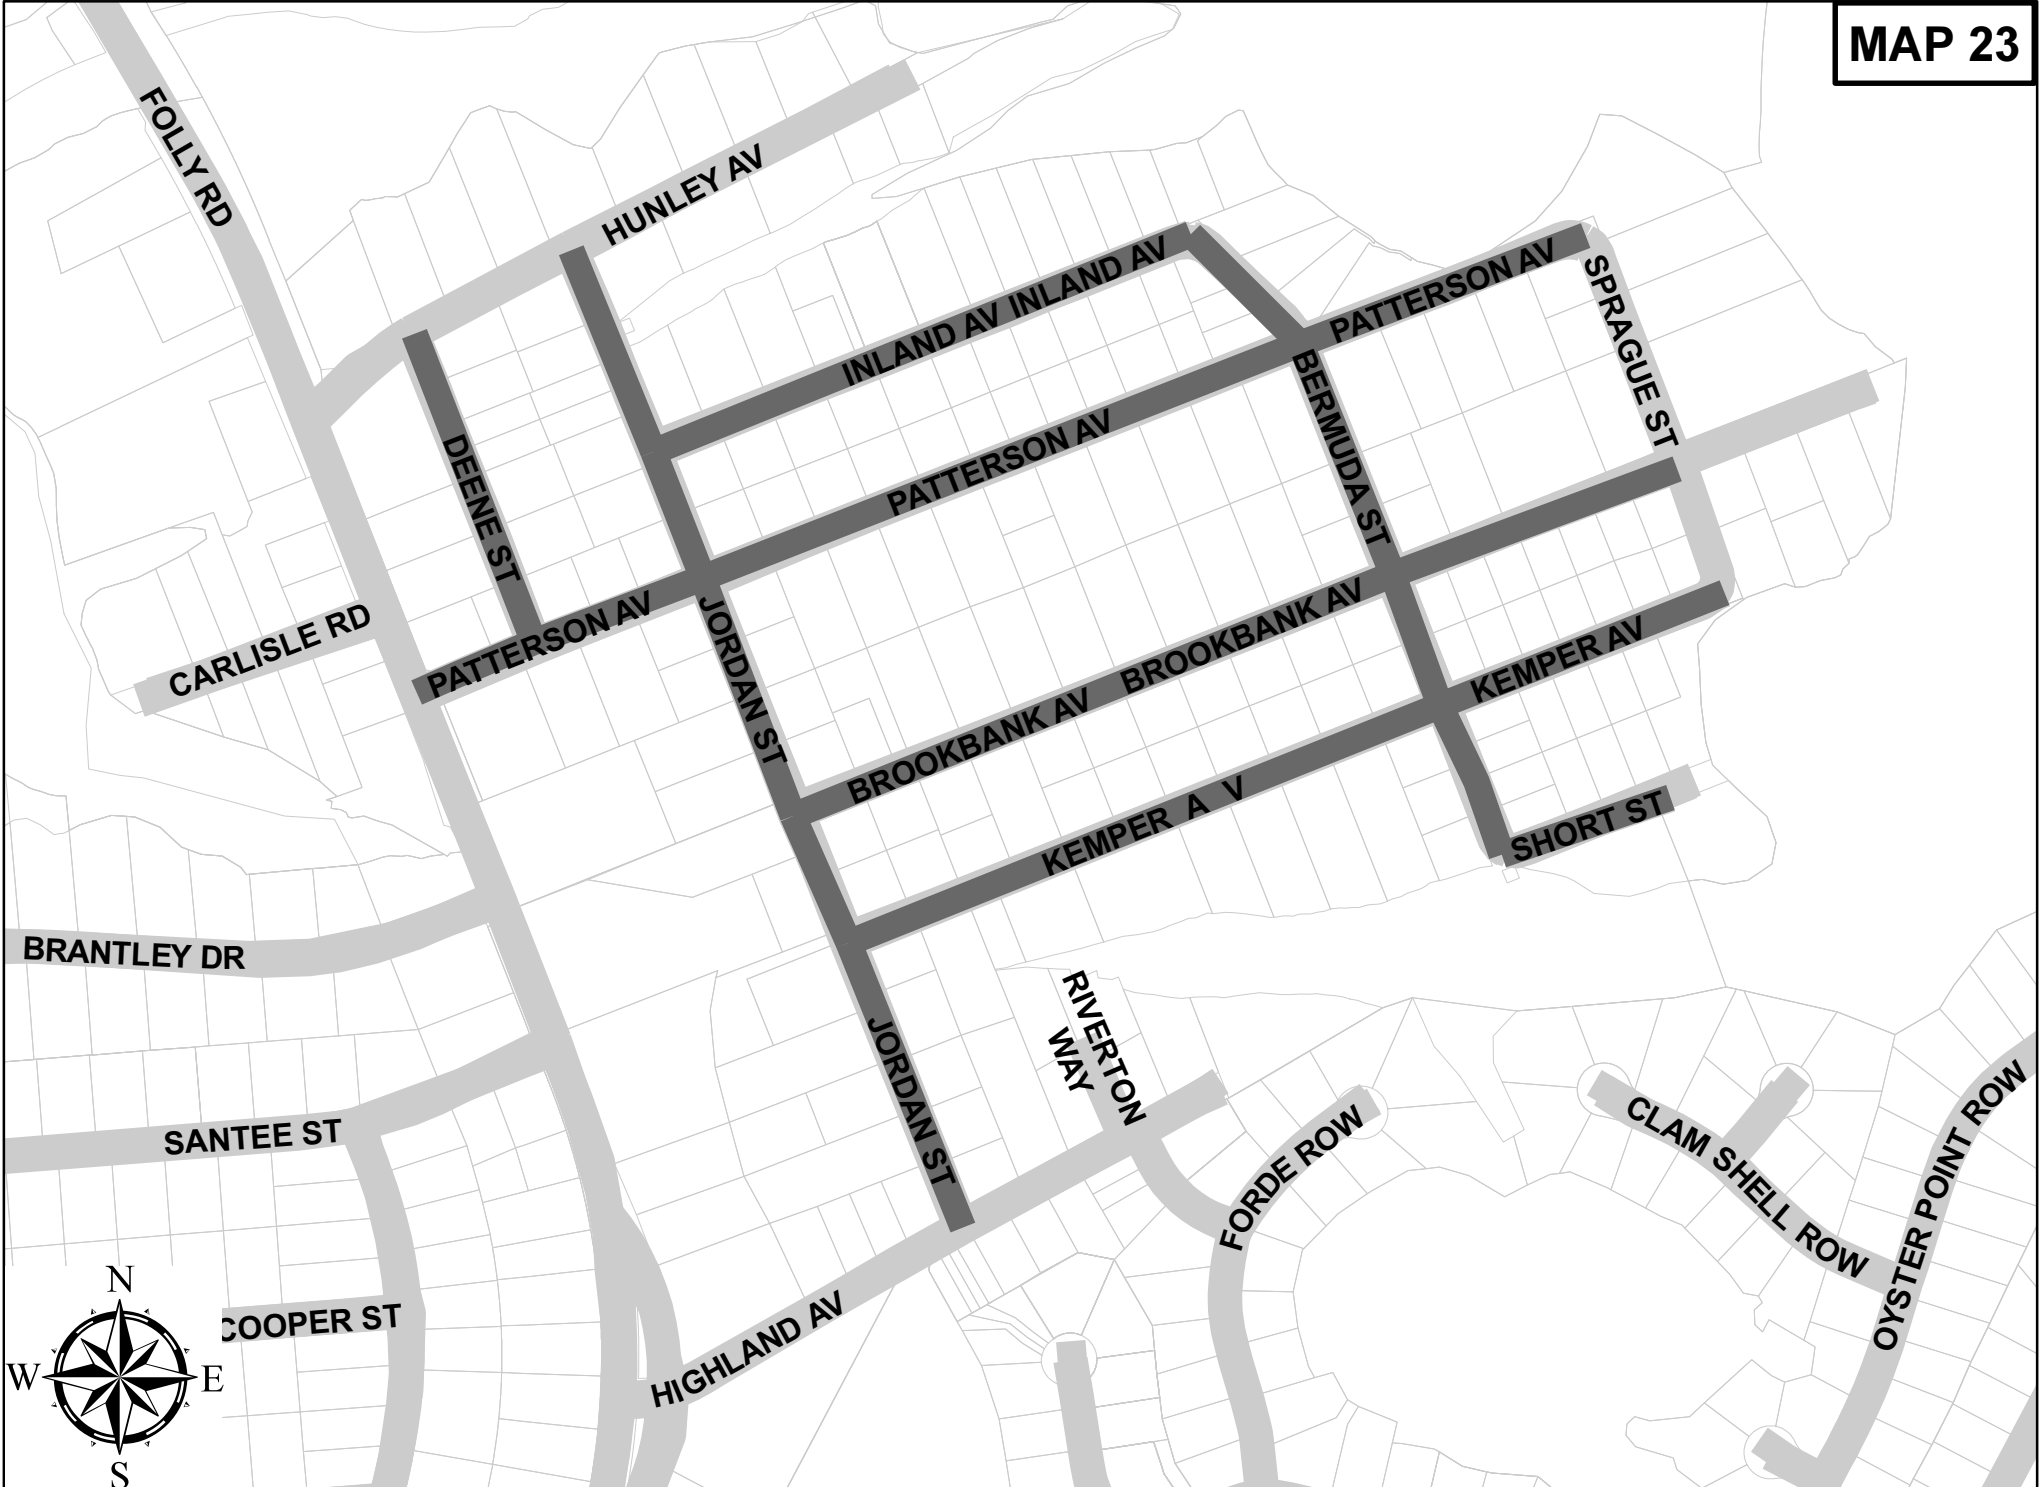 MAP 23
FOLLY RD
HUNLEY AV
INLAND AV
INLAND AV
PATTERSON AV
SPRAGUE ST
BERMUDA ST
PATTERSON AV
DEENE ST
PATTERSON AV
CARLISLE RD
JORDAN ST
BROOKBANK AV
BROOKBANK AV
KEMPER AV
KEMPER A V
SHORT ST
BRANTLEY DR
RIVERTON
WAY
JORDAN ST
SANTEE ST
FORDE ROW
CLAM SHELL ROW
OYSTER POINT ROW
COOPER ST
HIGHLAND AV
N
W
E
S